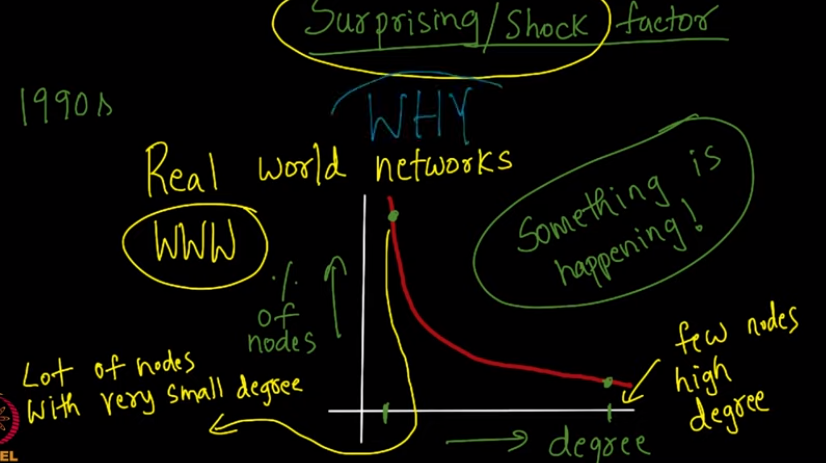 Surprising/Shock factor
1990s
WHY
Real world networks
WWW
Something is
happening!
%
of
nodes
few nodes
high
degree
Lot of nodes
With very small degree
degree
EL